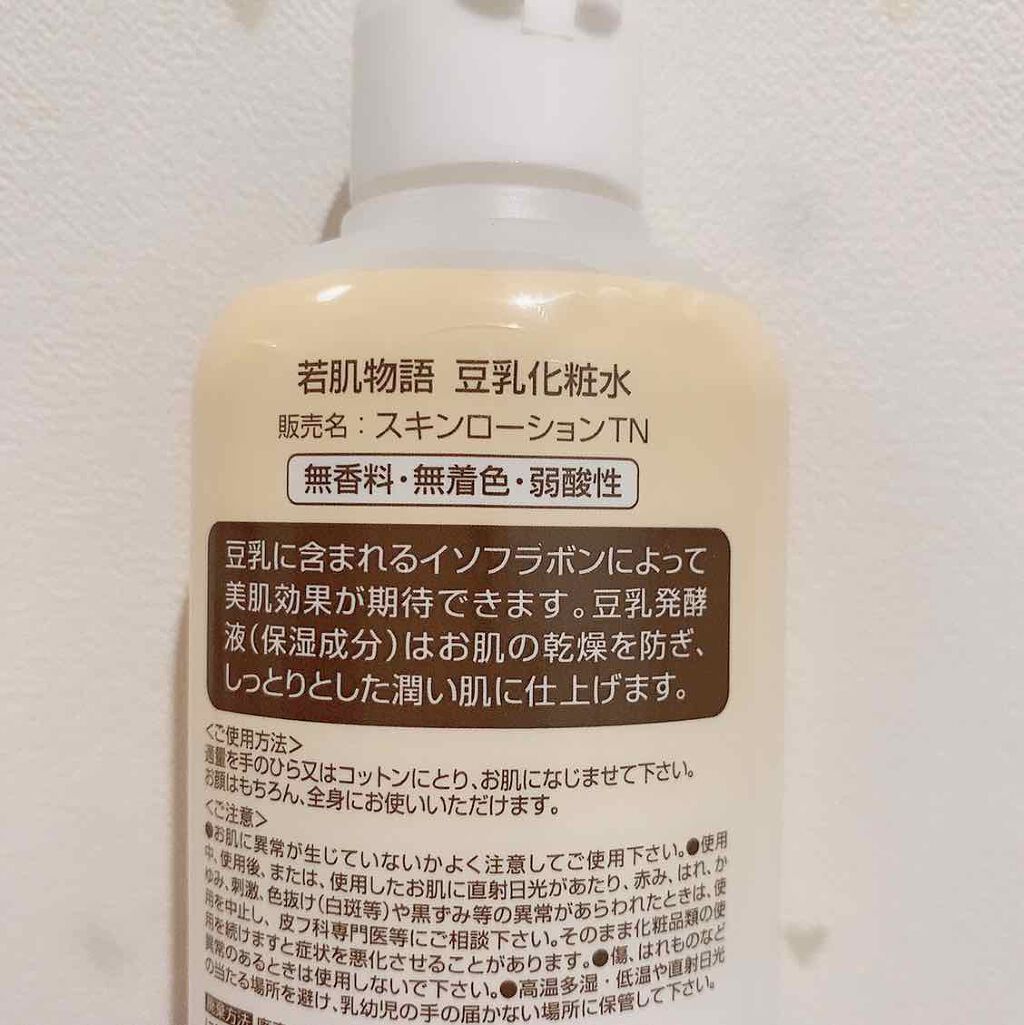 若肌物語 豆乳化粧水
販売名：スキンローションTN
無香料・無着色・弱酸性
豆乳に含まれるイソフラボンによって
美肌効果が期待できます。豆乳発酵
液(保湿成分)はお肌の乾燥を防ぎ、
しっとりとした潤い肌に仕上げます。
<ご使用方法>
適量を手のひら又はコットンにとり、お肌になじませて下さい。
お顔はもちろん、全身にお使いいただけます。
<ご注意>
●お肌に異常が生じていないかよく注意してご使用下さい。●使用
中、使用後、または、使用したお肌に直射日光があたり、赤み、はれ、か
ゆみ、刺激、色抜け(白斑等)や黒ずみ等の異常があらわれたときは、使
用を中止し、皮フ科専門医等にご相談下さい。そのまま化粧品類の使
用を続けますと症状を悪化させることがあります。●傷、はれものなど
異常のあるときは使用しないで下さい。●高温多湿・低温や直射日光
の当たる場所を避け、乳幼児の手の届かない場所に保管して下さい。
廃棄方法